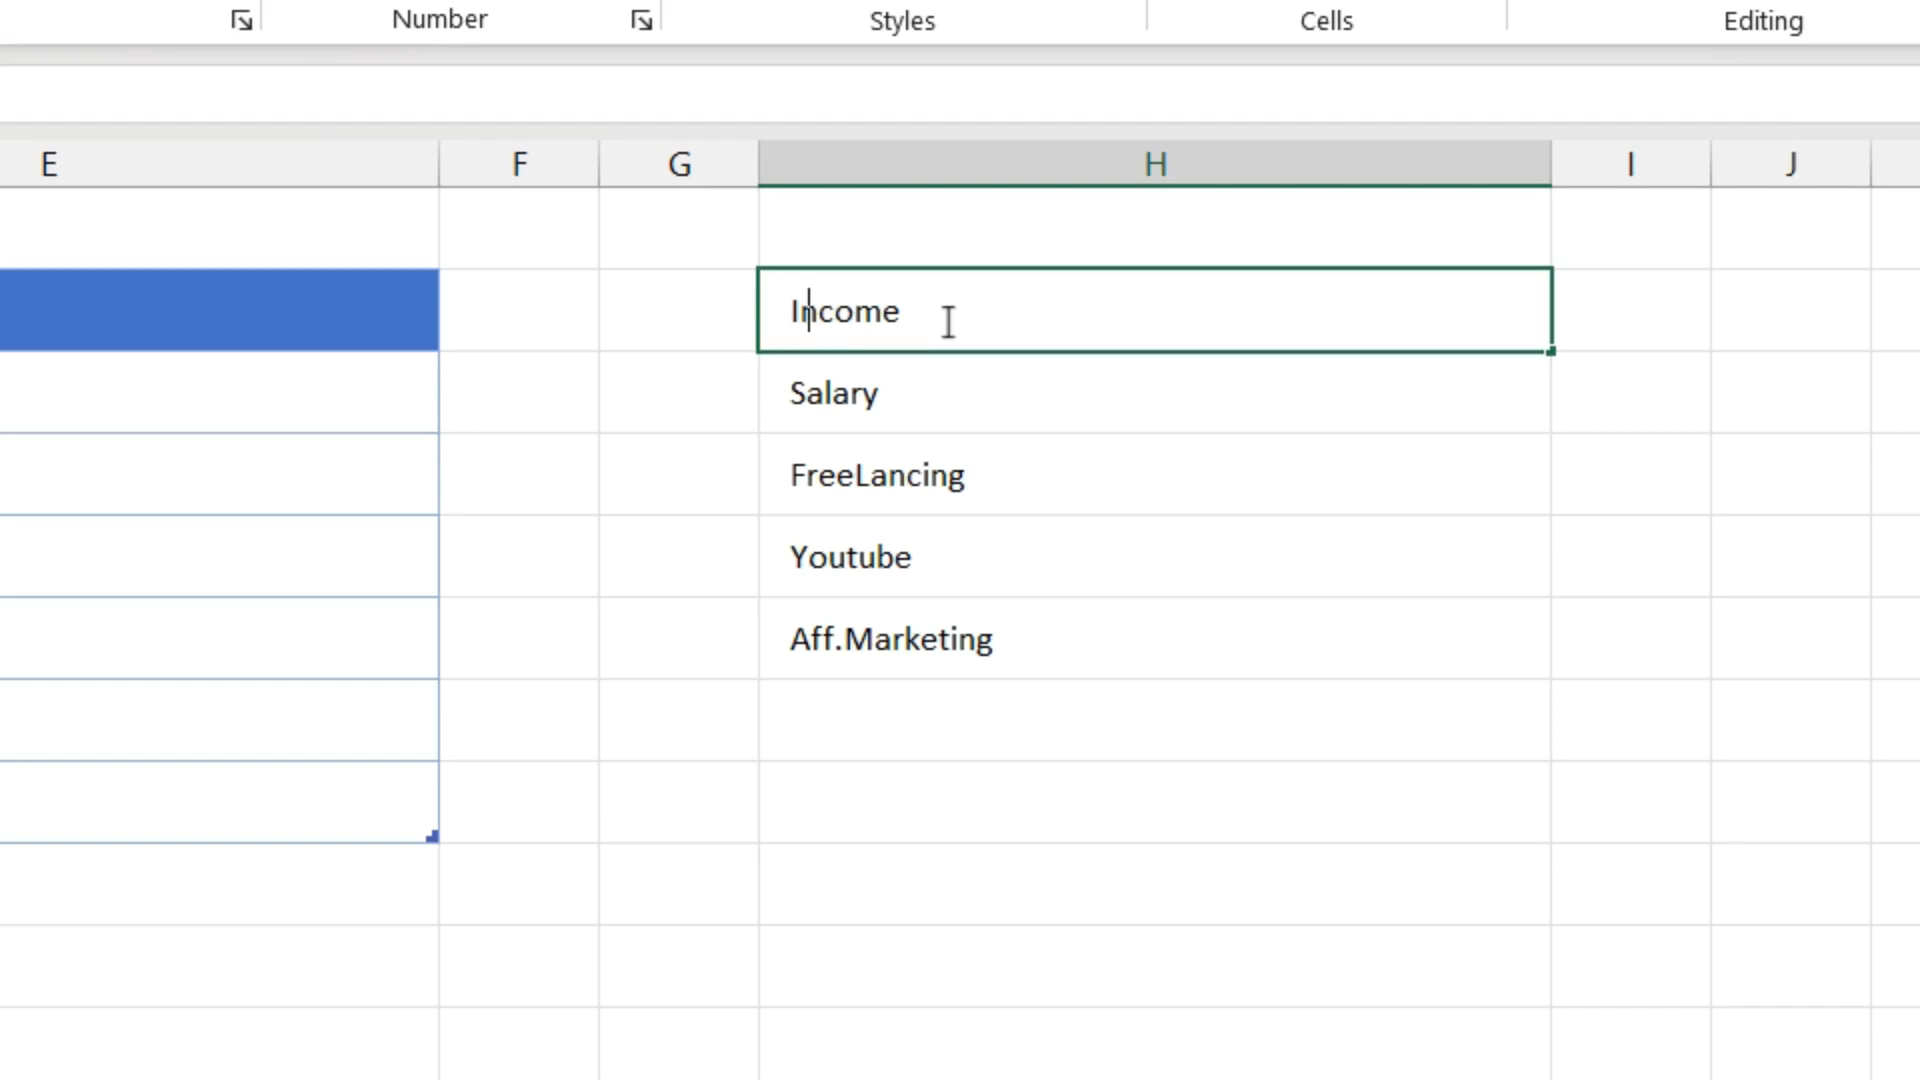 Number Styles Cells Editing
E F G H I J
Income
Salary
FreeLancing
Youtube
Aff.Marketing